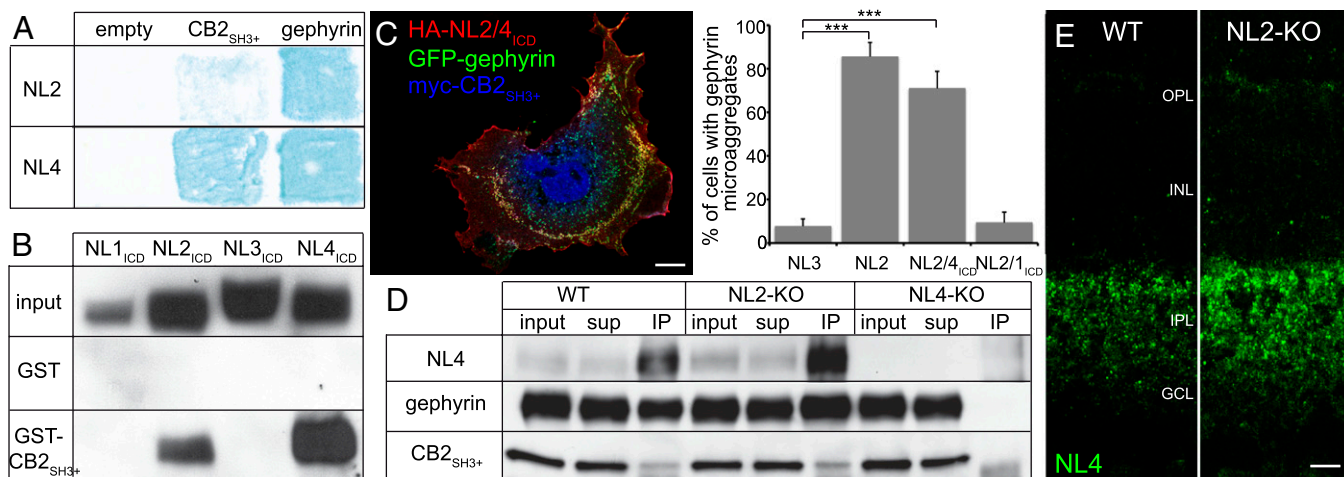 A
empty CB2SH3+ gephyrin
NL2
NL4
B
NL1ICD NL2ICD NL3ICD NL4ICD
input
GST
GST-
CB2SH3+
C
HA-NL2/4ICD
GFP-gephyrin
myc-CB2SH3+
% of cells with gephyrin
microaggregates
100
80
60
40
20
0
***
***
NL3 NL2 NL2/4ICD NL2/1ICD
D
WT NL2-KO NL4-KO
input sup IP input sup IP input sup IP
NL4
gephyrin
CB2SH3+
E
WT NL2-KO
OPL
INL
IPL
GCL
NL4